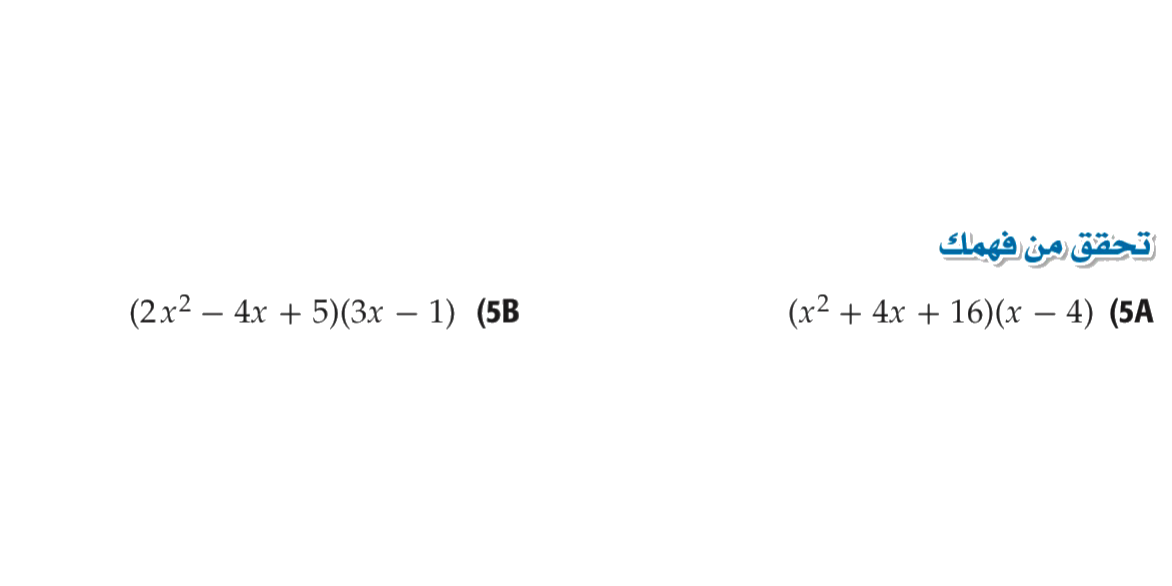 تحقق من فهمك
(x² + 4x + 16)(x − 4) (5A
(2x² − 4x + 5)(3x − 1) (5B